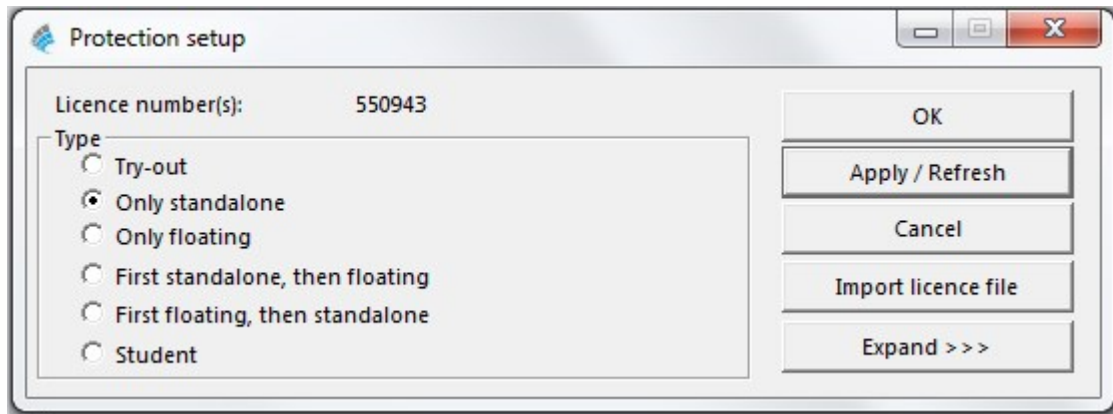 Protection setup
Licence number(s): 550943
Type
Try-out
Only standalone
Only floating
First standalone, then floating
First floating, then standalone
Student
OK
Apply / Refresh
Cancel
Import licence file
Expand >>>